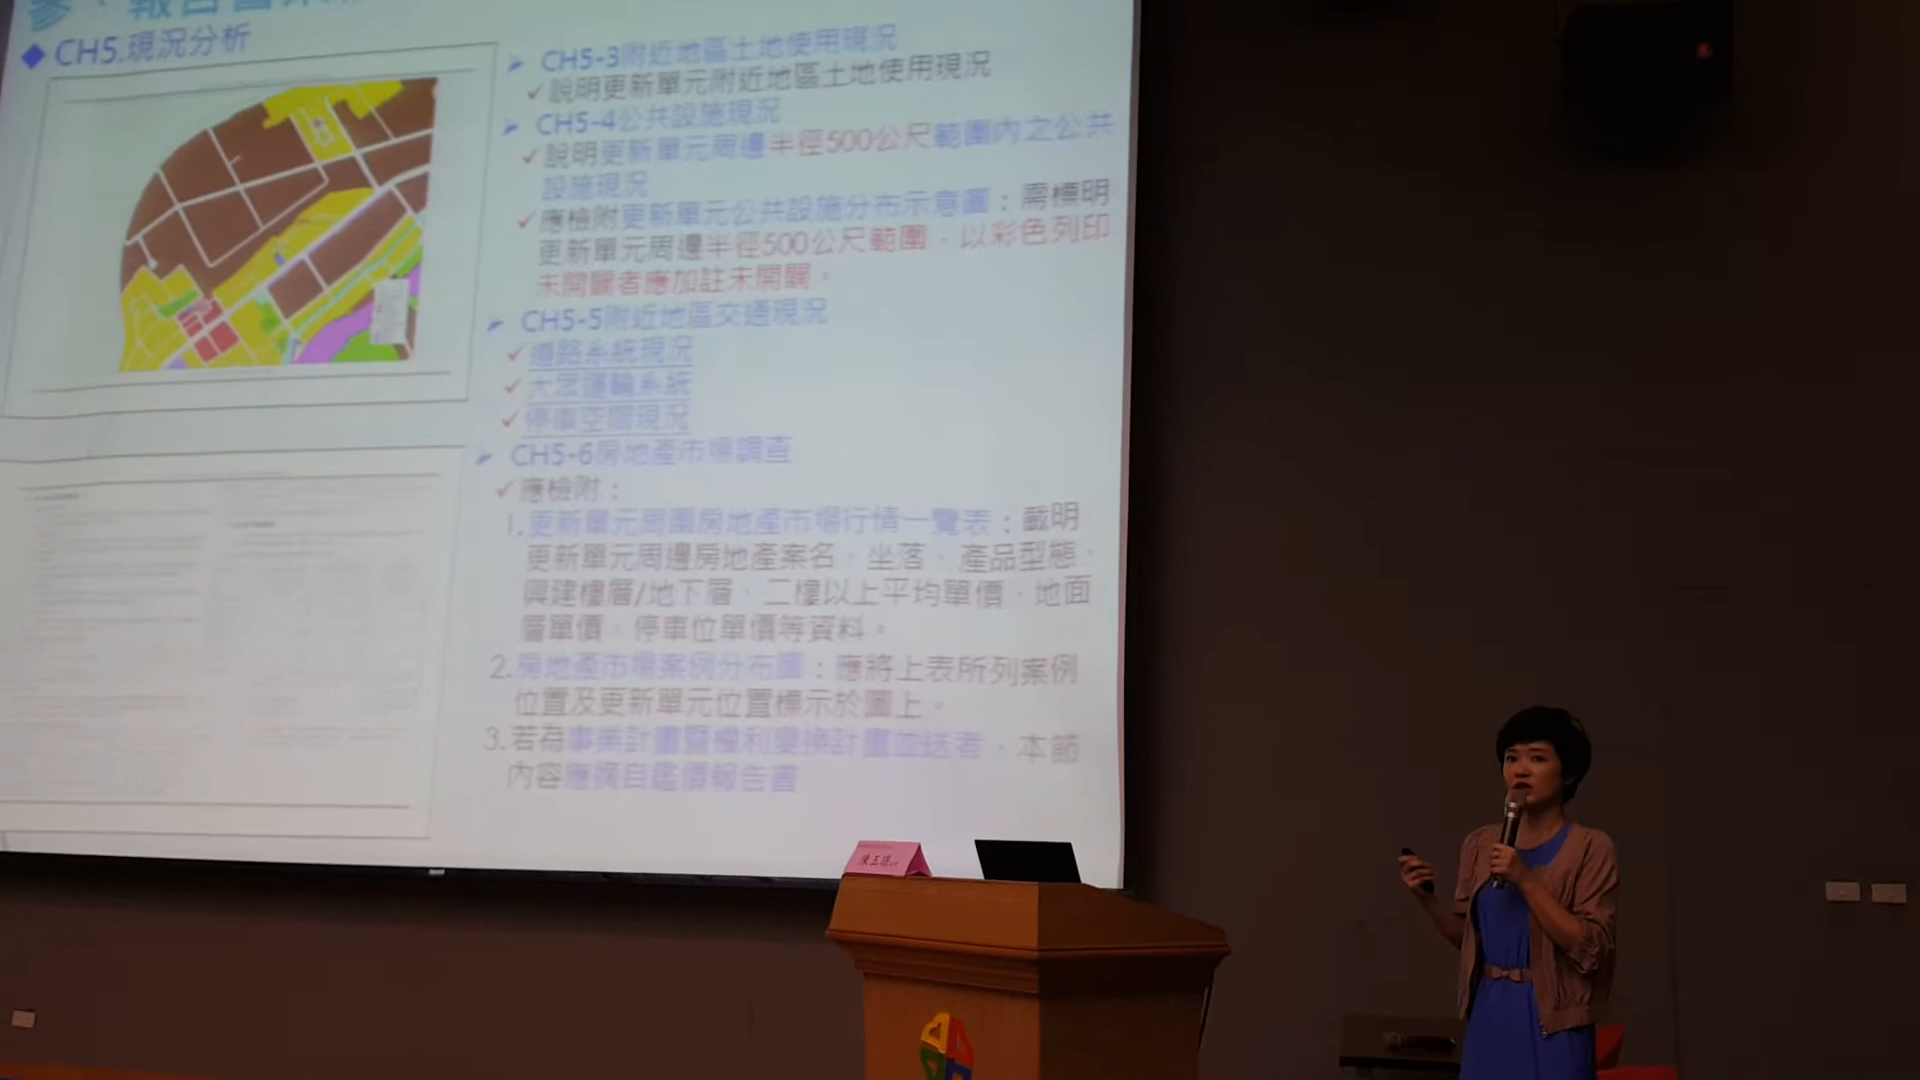 參、報告書
◆ CH5.現況分析
➢ CH5-3附近地區土地使用現況
✓說明更新單元附近地區土地使用現況
➢ CH5-4公共設施現況
✓說明更新單元周邊半徑500公尺範圍內之公共
設施現況
✓應檢附更新單元公共設施分布示意圖：需標明
更新單元周邊半徑500公尺範圍，以彩色列印
未開闢者應加註未開闢。
➢ CH5-5附近地區交通現況
✓道路系統現況
✓大眾運輸系統
✓停車空間現況
➢ CH5-6房地產市場調查
✓應檢附：
1.更新單元周圍房地產市場行情一覽表：載明
更新單元周邊房地產案名、坐落、產品型態、
興建樓層/地下層、二樓以上平均單價、地面
層單價、停車位單價等資料。
2.房地產市場案例分布圖：應將上表所列案例
位置及更新單元位置標示於圖上。
3.若為事業計畫暨權利變換計畫並送者，本節
內容應摘自鑑價報告書